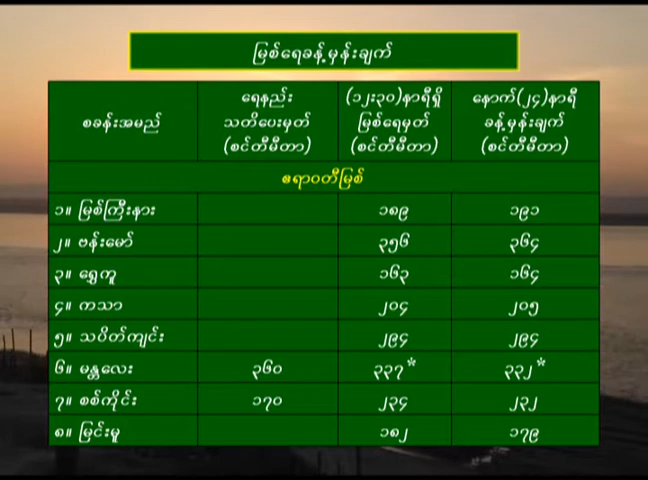 မြစ်ရေခန့်မှန်းချက်
စခန်းအမည် ရေနည်း သတိပေးမှတ် (စင်တီမီတာ) (၁၂း၃၀)နာရီရှိ မြစ်ရေမှတ် (စင်တီမီတာ) နောက်(၂၄)နာရီ ခန့်မှန်းချက် (စင်တီမီတာ)
ဧရာဝတီမြစ်
၁။ မြစ်ကြီးနား ၁၈၉ ၁၉၁
၂။ ဗန်းမော် ၃၅၆ ၃၆၄
၃။ ရွှေကူ ၁၆၃ ၁၆၄
၄။ ကသာ ၂၀၄ ၂၀၅
၅။ သပိတ်ကျင်း ၂၉၄ ၂၉၄
၆။ မန္တလေး ၃၆၀ ၃၃၇* ၃၃၂*
၇။ စစ်ကိုင်း ၁၇၀ ၂၃၄ ၂၃၂
၈။ မြင်းမူ ၁၈၂ ၁၇၉